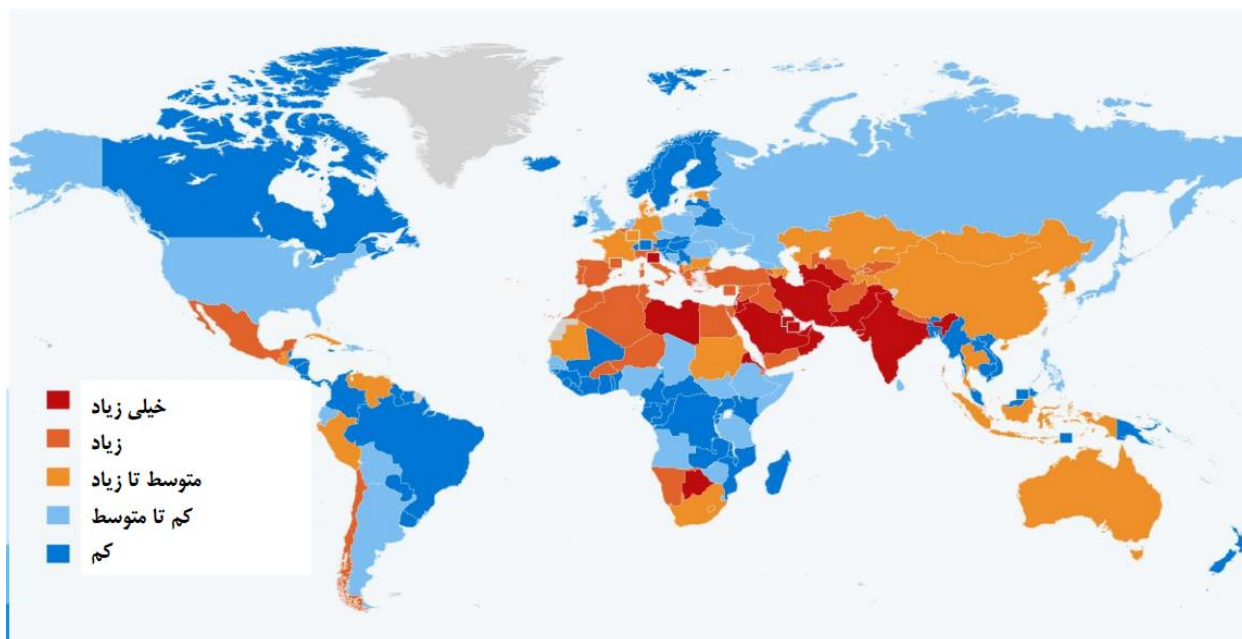 خیلی زیاد
زیاد
متوسط تا زیاد
کم تا متوسط
کم